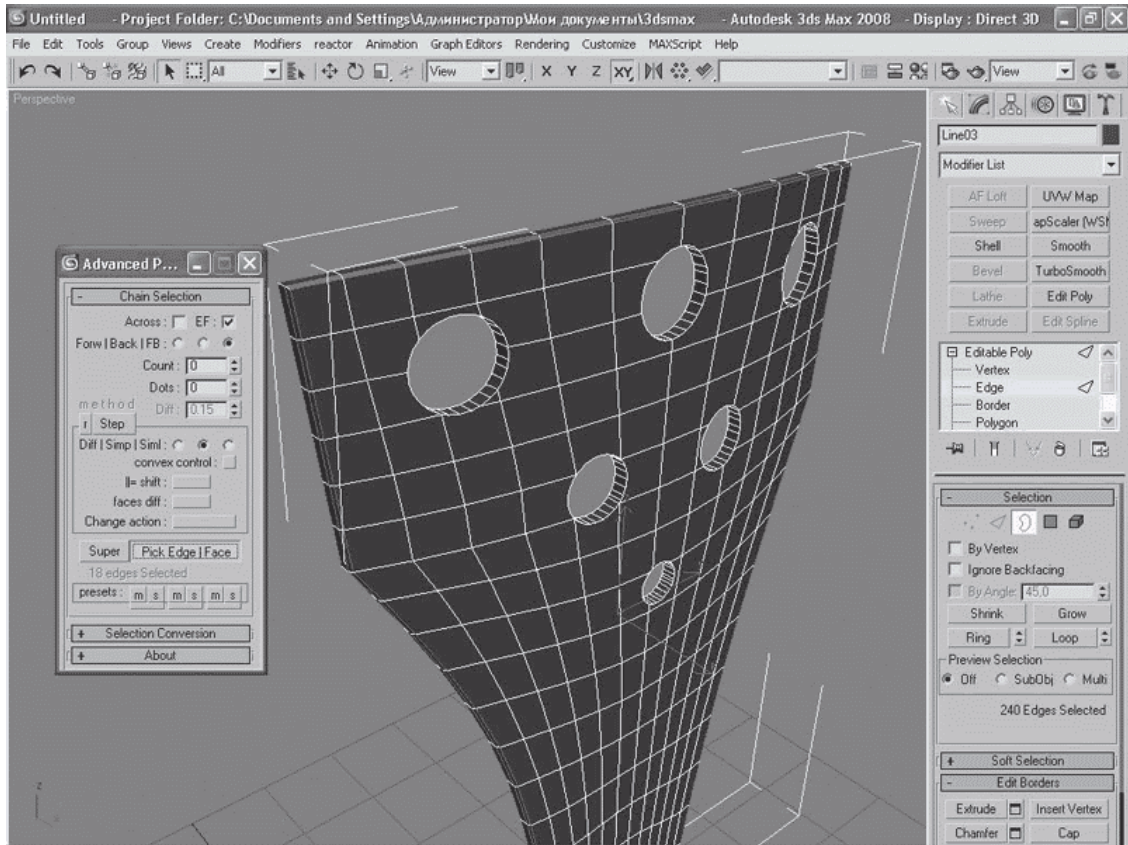 Untitled - Project Folder: C:\Documents and Settings\Администратор\Мои документы\3dsmax - Autodesk 3ds Max 2008 - Display : Direct 3D
File Edit Tools Group Views Create Modifiers reactor Animation Graph Editors Rendering Customize MAXScript Help
All View X Y Z XY View
Perspective
Line03
Modifier List
AF Loft UVW Map
Sweep apScaler (WSM
Shell Smooth
Bevel TurboSmooth
Lathe Edit Poly
Extrude Edit Spline
Editable Poly
Vertex
Edge
Border
Polygon
Advanced P...
- Chain Selection
Across : EF :
Forw | Back | FB :
Count : 0
Dots : 0
method Diff : 0.15
r Step
Diff | Simp | Siml :
convex control :
||= shift :
faces diff :
Change action :
Super Pick Edge | Face
18 edges Selected
presets : m s m s m s
+ Selection Conversion
+ About
- Selection
By Vertex
Ignore Backfacing
By Angle: 45,0
Shrink Grow
Ring Loop
Preview Selection
Off SubObj Multi
240 Edges Selected
+ Soft Selection
- Edit Borders
Extrude Insert Vertex
Chamfer Cap
z